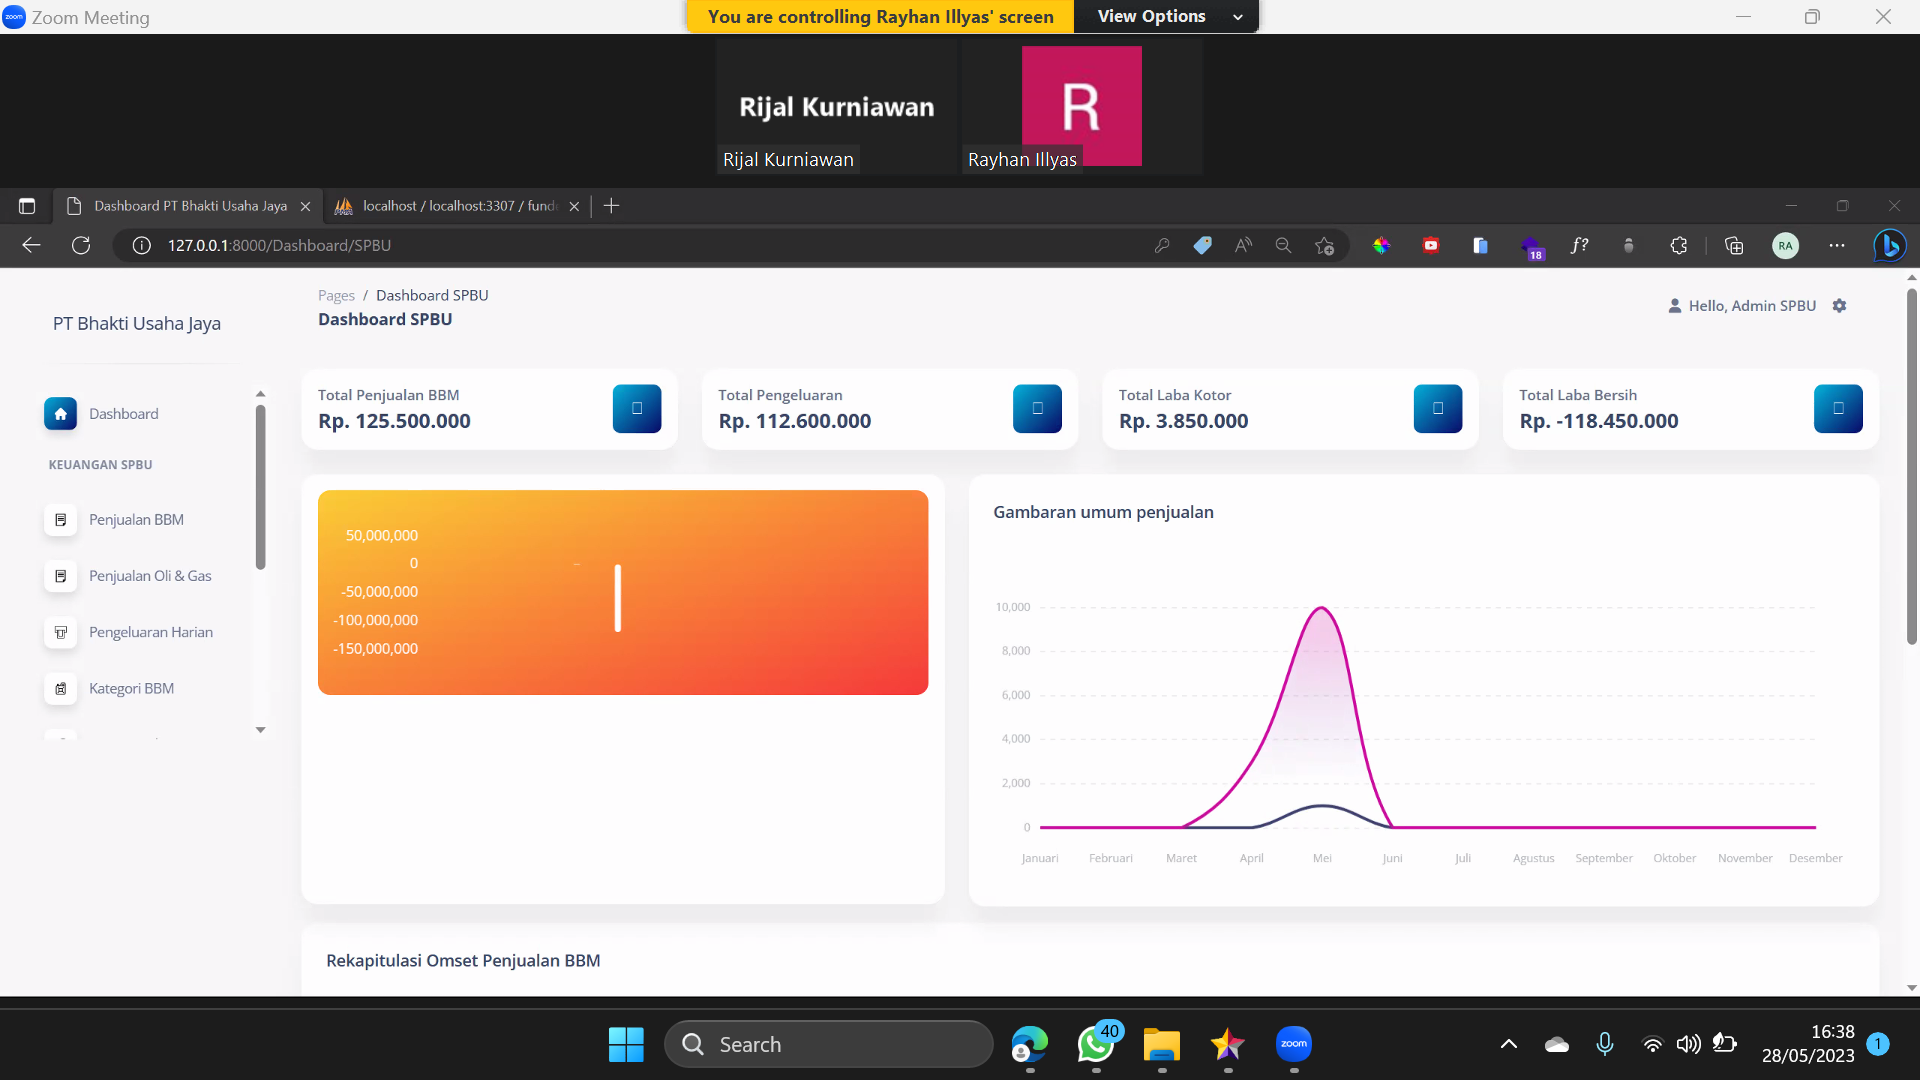 zoom Zoom Meeting
You are controlling Rayhan Illyas' screen
View Options
Rijal Kurniawan
R
Rijal Kurniawan
Rayhan Illyas
Dashboard PT Bhakti Usaha Jaya
localhost / localhost:3307 / fund
127.0.0.1:8000/Dashboard/SPBU
18
RA
PT Bhakti Usaha Jaya
Pages / Dashboard SPBU
Dashboard SPBU
Hello, Admin SPBU
Dashboard
KEUANGAN SPBU
Penjualan BBM
Penjualan Oli & Gas
Pengeluaran Harian
Kategori BBM
Total Penjualan BBM
Rp. 125.500.000
Total Pengeluaran
Rp. 112.600.000
Total Laba Kotor
Rp. 3.850.000
Total Laba Bersih
Rp. -118.450.000
50,000,000
0
-50,000,000
-100,000,000
-150,000,000
Gambaran umum penjualan
10,000
8,000
6,000
4,000
2,000
0
Januari Februari Maret April Mei Juni Juli Agustus September Oktober November Desember
Rekapitulasi Omset Penjualan BBM
Search
40
zoom
16:38
28/05/2023
1